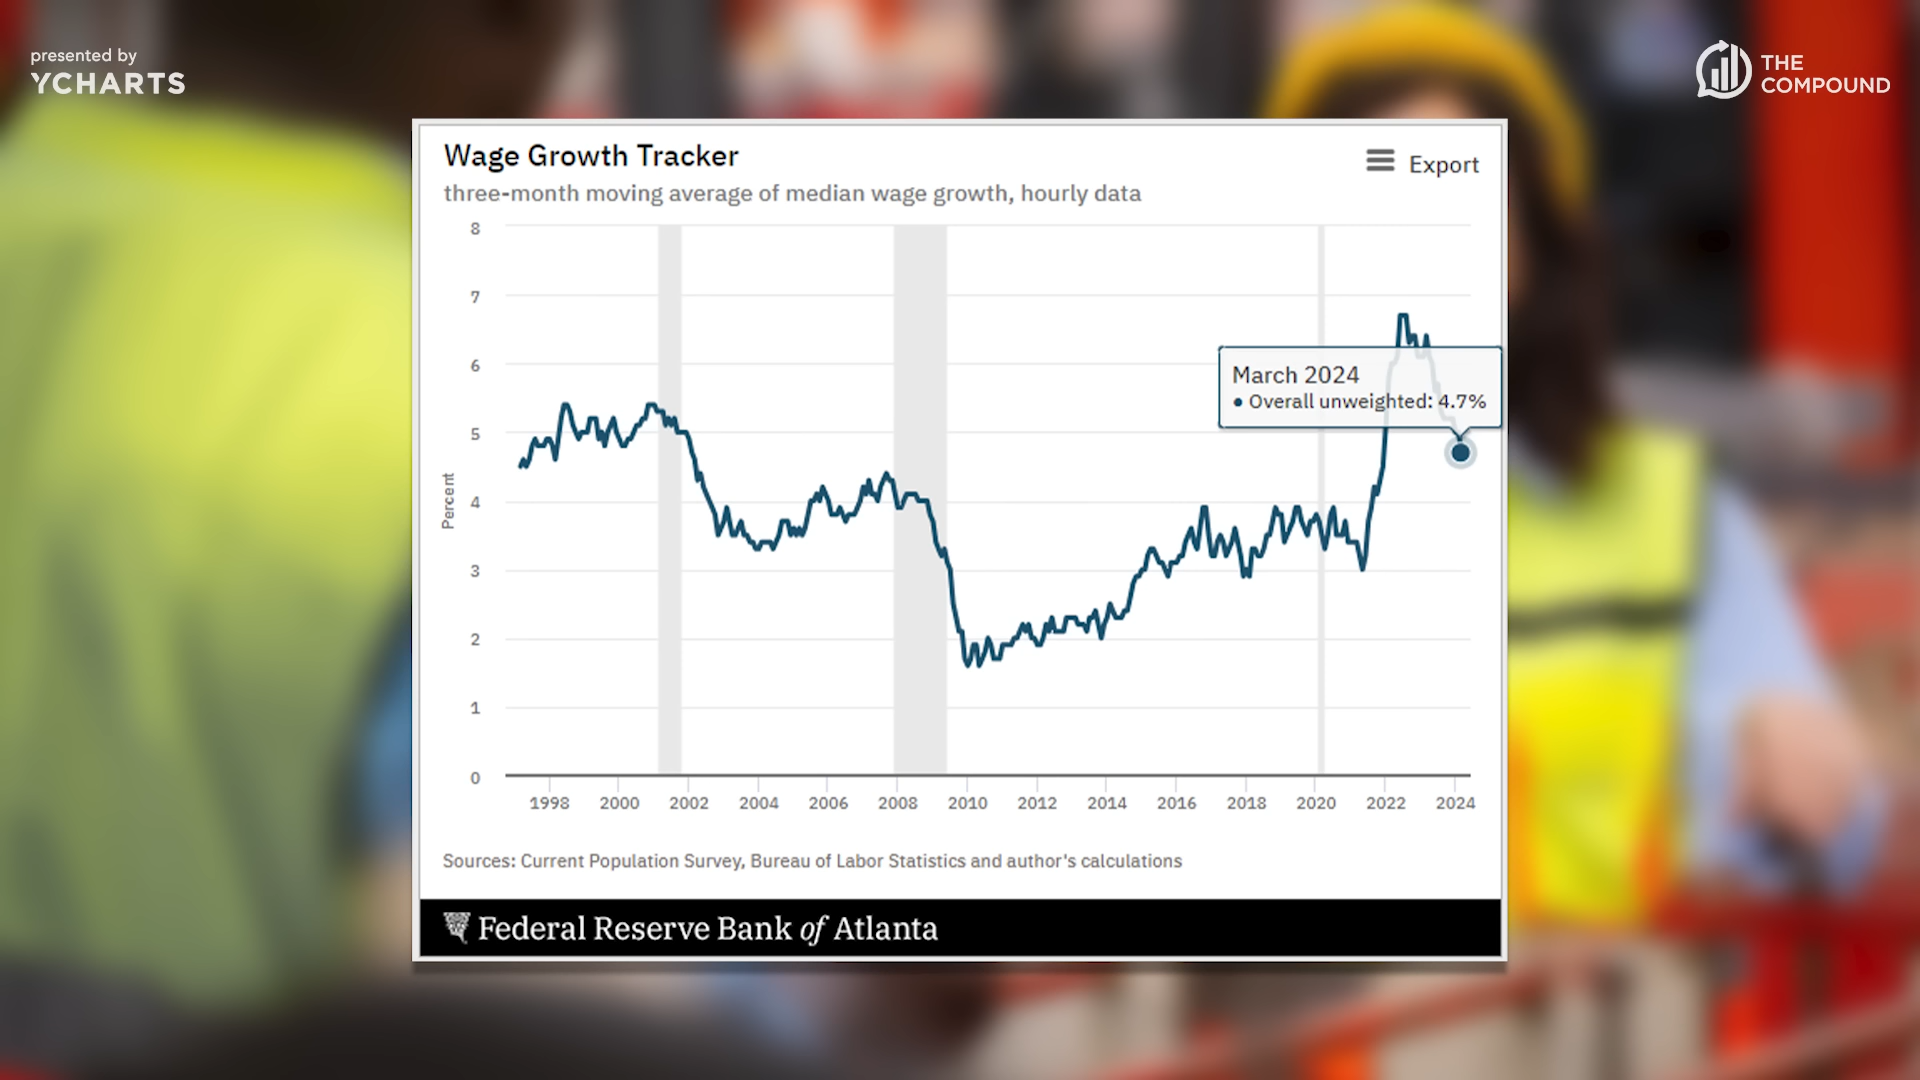 presented by
YCHARTS
THE
COMPOUND
Wage Growth Tracker
Export
three-month moving average of median wage growth, hourly data
8
7
6
5
4
3
2
1
0
Percent
March 2024
• Overall unweighted: 4.7%
1998 2000 2002 2004 2006 2008 2010 2012 2014 2016 2018 2020 2022 2024
Sources: Current Population Survey, Bureau of Labor Statistics and author's calculations
Federal Reserve Bank of Atlanta